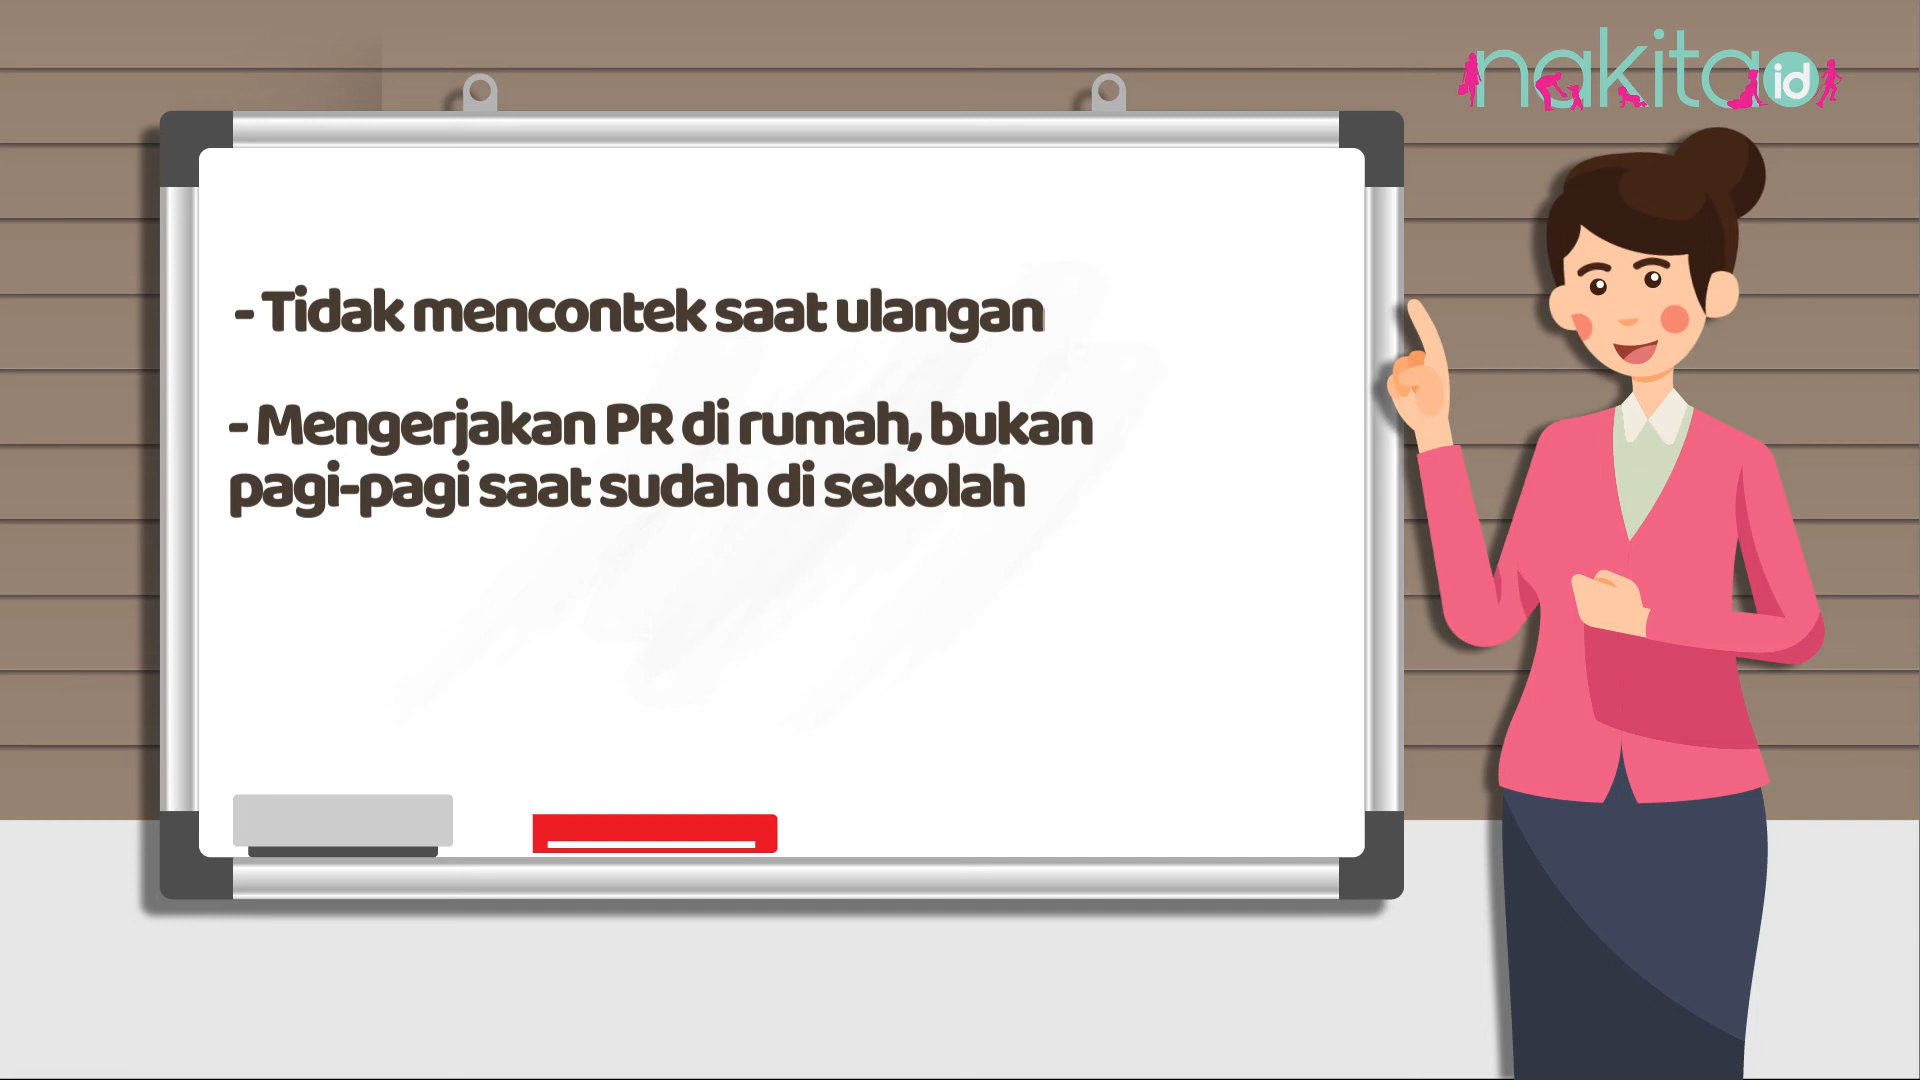 nakita id
- Tidak mencontek saat ulangan
- Mengerjakan PR di rumah, bukan
pagi-pagi saat sudah di sekolah